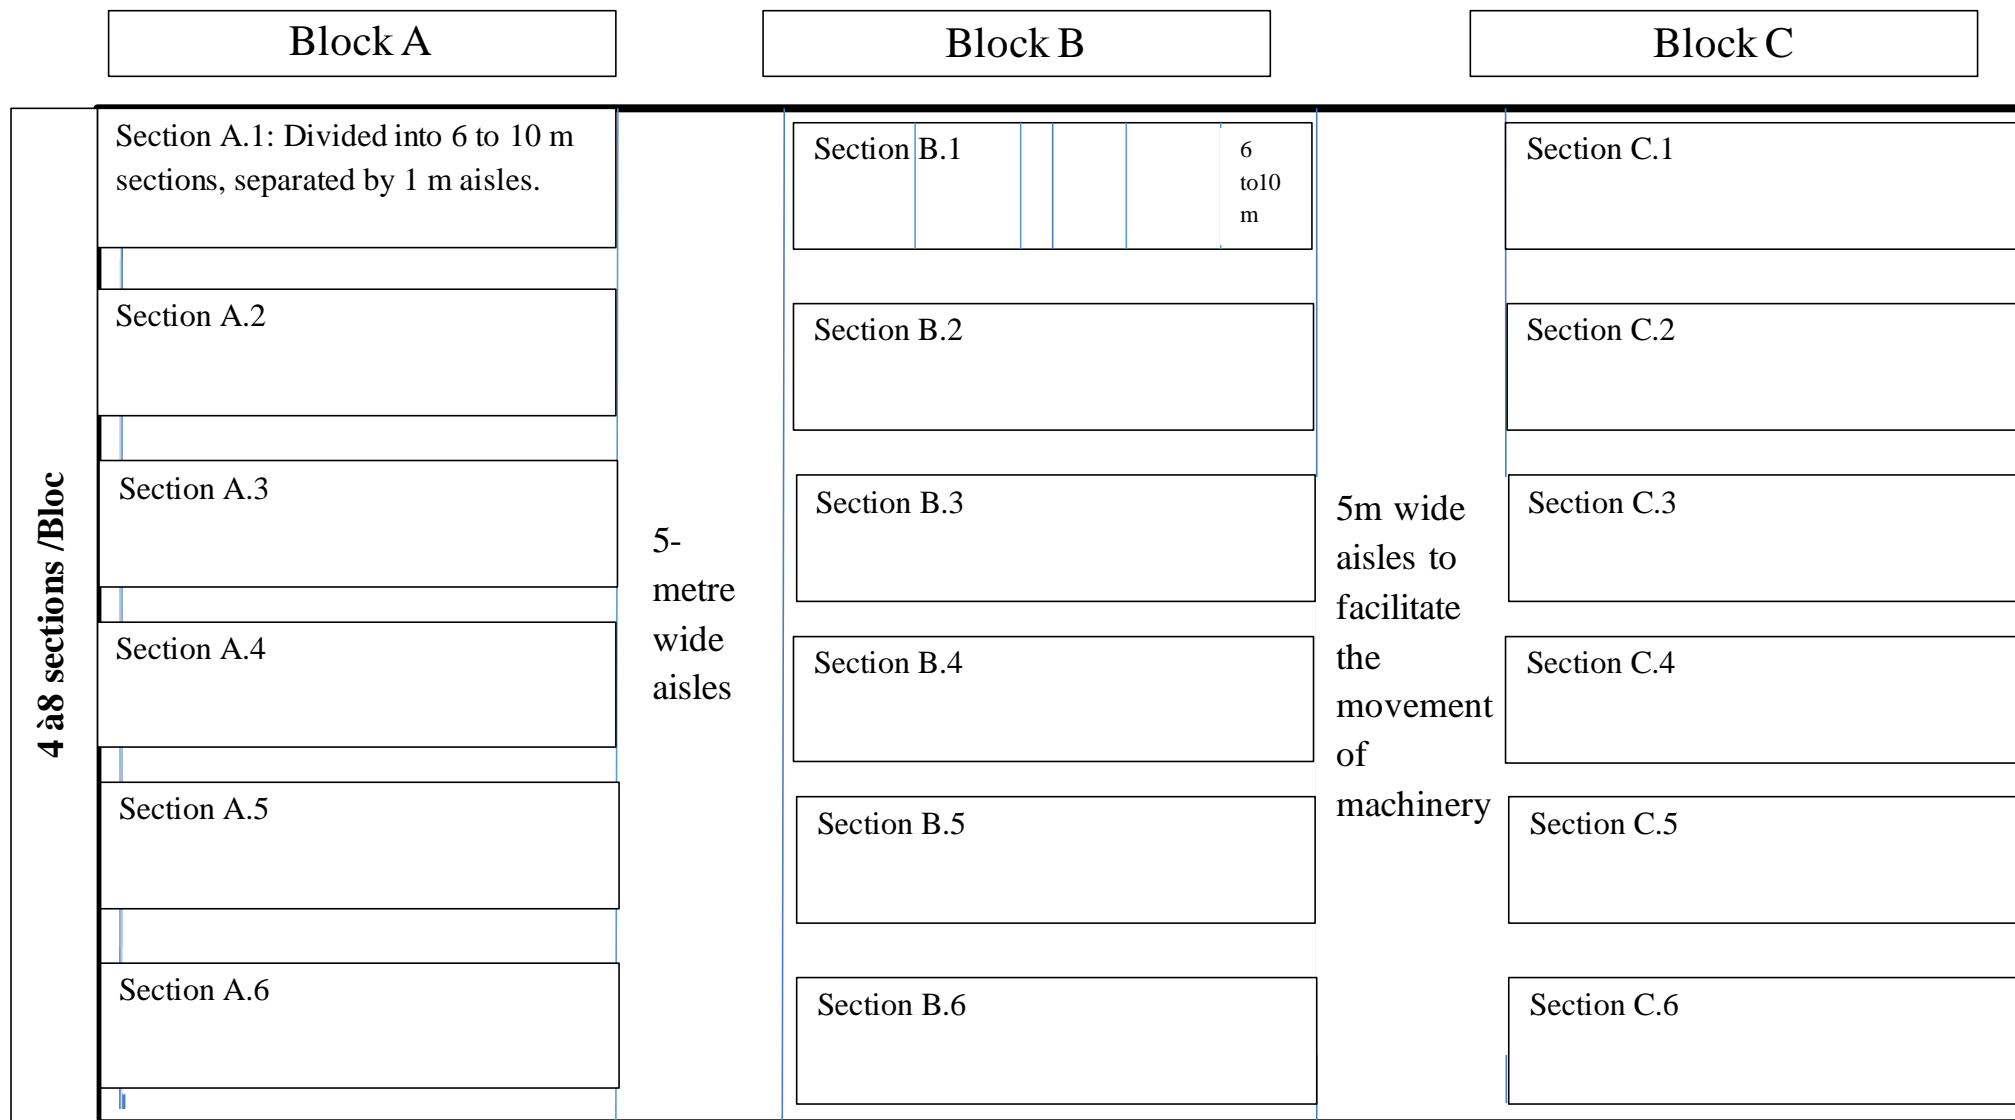 Block A
Block B
Block C
4 à8 sections /Bloc
Section A.1: Divided into 6 to 10 m
sections, separated by 1 m aisles.
Section A.2
Section A.3
Section A.4
Section A.5
Section A.6
5-
metre
wide
aisles
Section B.1
6
to10
m
Section B.2
Section B.3
Section B.4
Section B.5
Section B.6
5m wide
aisles to
facilitate
the
movement
of
machinery
Section C.1
Section C.2
Section C.3
Section C.4
Section C.5
Section C.6